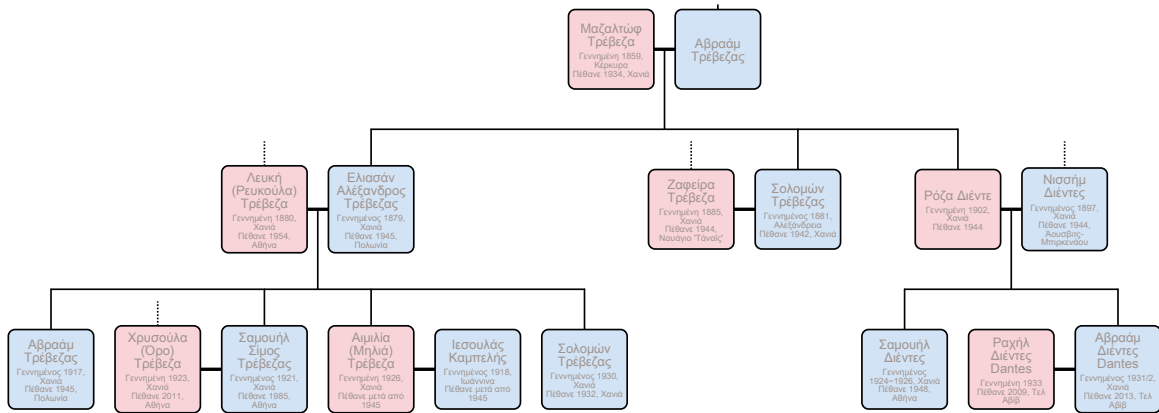 Μαζαλτώφ
Τρέβεζα
Γεννημένη 1859,
Κέρκυρα
Πέθανε 1934, Χανιά
Αβραάμ
Τρέβεζας
Λευκή
(Ρευκούλα)
Τρέβεζα
Γεννημένη 1880,
Χανιά
Πέθανε 1954,
Αθήνα
Ελιασάν
Αλέξανδρος
Τρέβεζας
Γεννημένος 1879,
Χανιά
Πέθανε 1945,
Πολωνία
Ζαφείρα
Τρέβεζα
Γεννημένη 1885,
Χανιά
Πέθανε 1944,
Ναυάγιο 'Τάναϊς'
Σολομών
Τρέβεζας
Γεννημένος 1881,
Αλεξάνδρεια
Πέθανε 1942, Χανιά
Ρόζα Διέντε
Γεννημένη 1902,
Χανιά
Πέθανε 1944
Νισσήμ
Διέντες
Γεννημένος 1897,
Χανιά
Πέθανε 1944,
Άουσβιτς-
Μπιρκενάου
Αβραάμ
Τρέβεζας
Γεννημένος 1917,
Χανιά
Πέθανε 1945,
Πολωνία
Χρυσούλα
(Όρο)
Τρέβεζα
Γεννημένη 1923,
Χανιά
Πέθανε 2011,
Αθήνα
Σαμουήλ
Σίμος
Τρέβεζας
Γεννημένος 1921,
Χανιά
Πέθανε 1985,
Αθήνα
Αιμιλία
(Μηλιά)
Τρέβεζα
Γεννημένη 1926,
Χανιά
Πέθανε μετά από
1945
Ιεσουλάς
Καμπελής
Γεννημένος 1918,
Ιωάννινα
Πέθανε μετά από
1945
Σολομών
Τρέβεζας
Γεννημένος 1930,
Χανιά
Πέθανε 1932, Χανιά
Σαμουήλ
Διέντες
Γεννημένος
1924~1926, Χανιά
Πέθανε 1948,
Αθήνα
Ραχήλ
Διέντες
Dantes
Γεννημένη 1933
Πέθανε 2009, Τελ
Αβίβ
Αβραάμ
Διέντες
Dantes
Γεννημένος 1931/2,
Χανιά
Πέθανε 2013, Τελ
Αβίβ